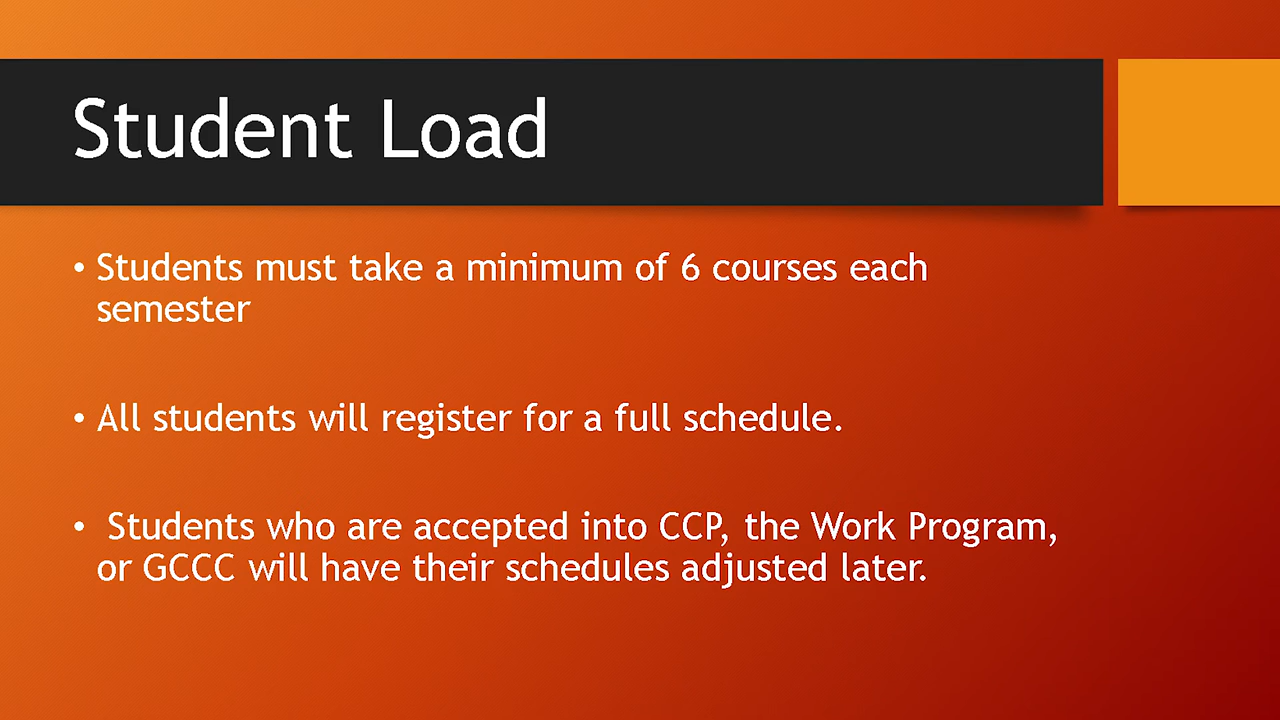 Student Load
• Students must take a minimum of 6 courses each
semester
• All students will register for a full schedule.
• Students who are accepted into CCP, the Work Program,
or GCCC will have their schedules adjusted later.